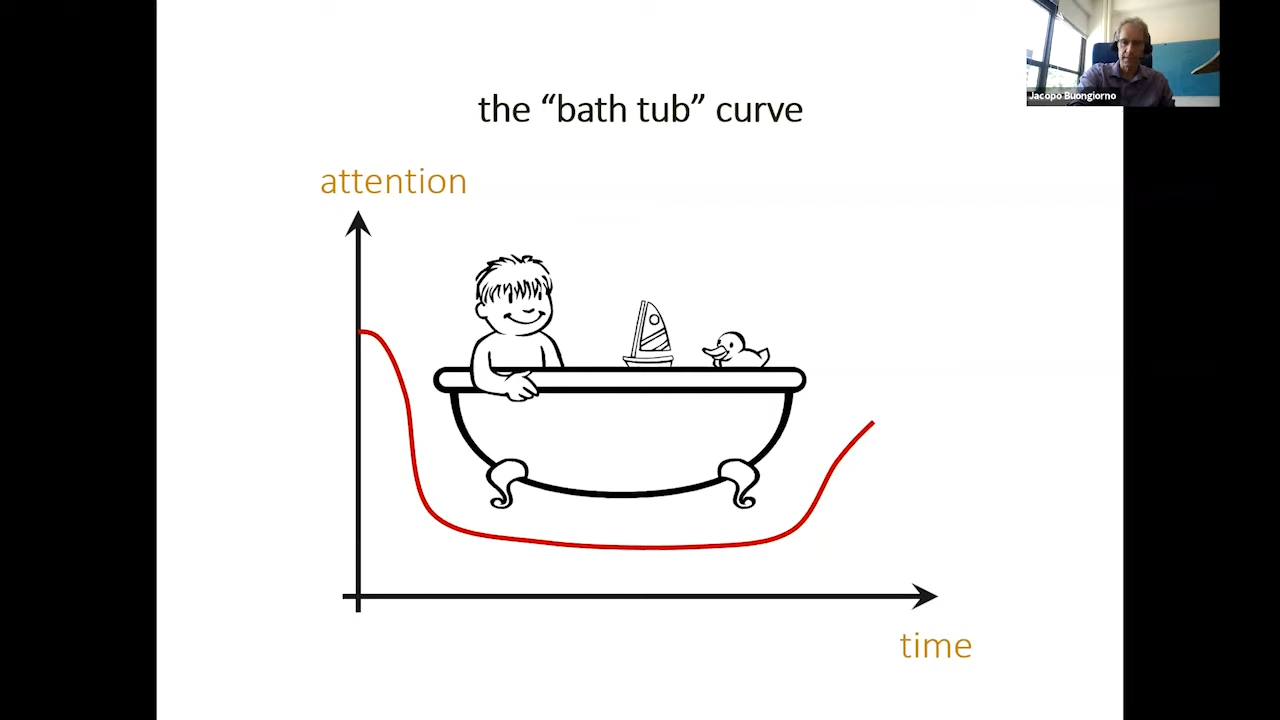 Jacopo Buongiorno
the “bath tub” curve
attention
time